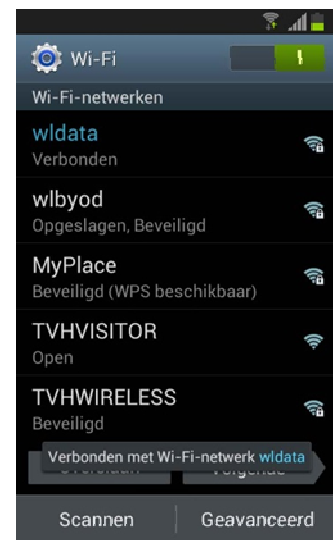 Wi-Fi
Wi-Fi-netwerken
wldata
Verbonden
wlbyod
Opgeslagen, Beveiligd
MyPlace
Beveiligd (WPS beschikbaar)
TVHVISITOR
Open
TVHWIRELESS
Beveiligd
Verbonden met Wi-Fi-netwerk wldata
Scannen Geavanceerd